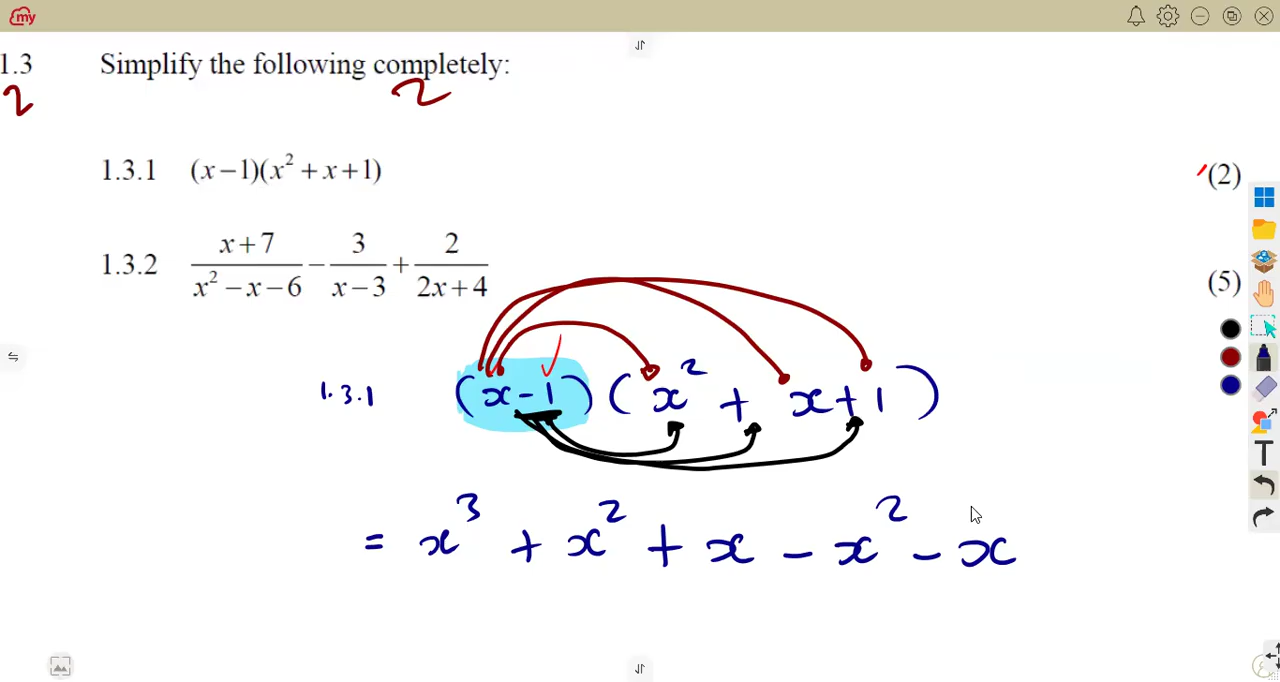 my
1.3 Simplify the following completely:
2 2
1.3.1 (x−1)(x²+x+1) (2)
1.3.2 (x+7)/(x²−x−6) − 3/(x−3) + 2/(2x+4) (5)
1.3.1 (x-1)(x² + x+1)
= x³ + x² + x - x² - x
T